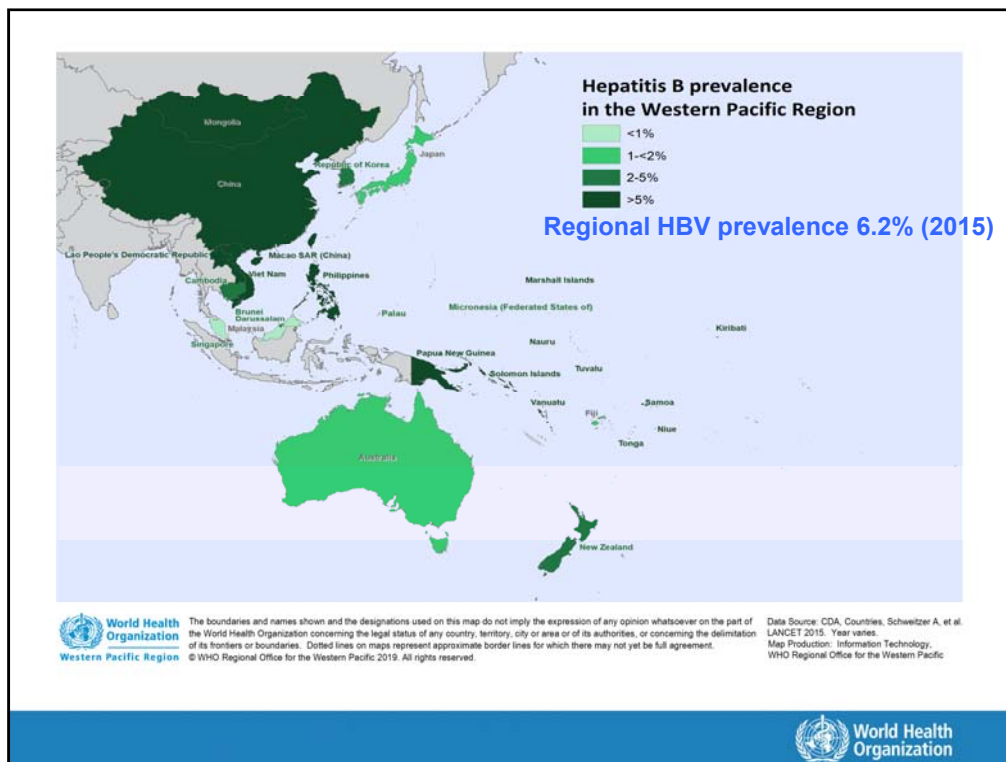 Hepatitis B prevalence
in the Western Pacific Region
<1%
1-<2%
2-5%
>5%
Regional HBV prevalence 6.2% (2015)
Mongolia
Japan
Republic of Korea
China
Lao People's Democratic Republic
Macao SAR (China)
Cambodia
Viet Nam
Philippines
Marshall Islands
Brunei
Darussalam
Micronesia (Federated States of)
Palau
Malaysia
Kiribati
Singapore
Nauru
Papua New Guinea
Solomon Islands
Tuvalu
Vanuatu
Fiji
Samoa
Niue
Tonga
Australia
New Zealand
World Health
Organization
Western Pacific Region
The boundaries and names shown and the designations used on this map do not imply the expression of any opinion whatsoever on the part of
the World Health Organization concerning the legal status of any country, territory, city or area or of its authorities, or concerning the delimitation
of its frontiers or boundaries. Dotted lines on maps represent approximate border lines for which there may not yet be full agreement.
© WHO Regional Office for the Western Pacific 2019. All rights reserved.
Data Source: CDA, Countries, Schweitzer A, et al.
LANCET 2015. Year varies.
Map Production: Information Technology,
WHO Regional Office for the Western Pacific
World Health
Organization